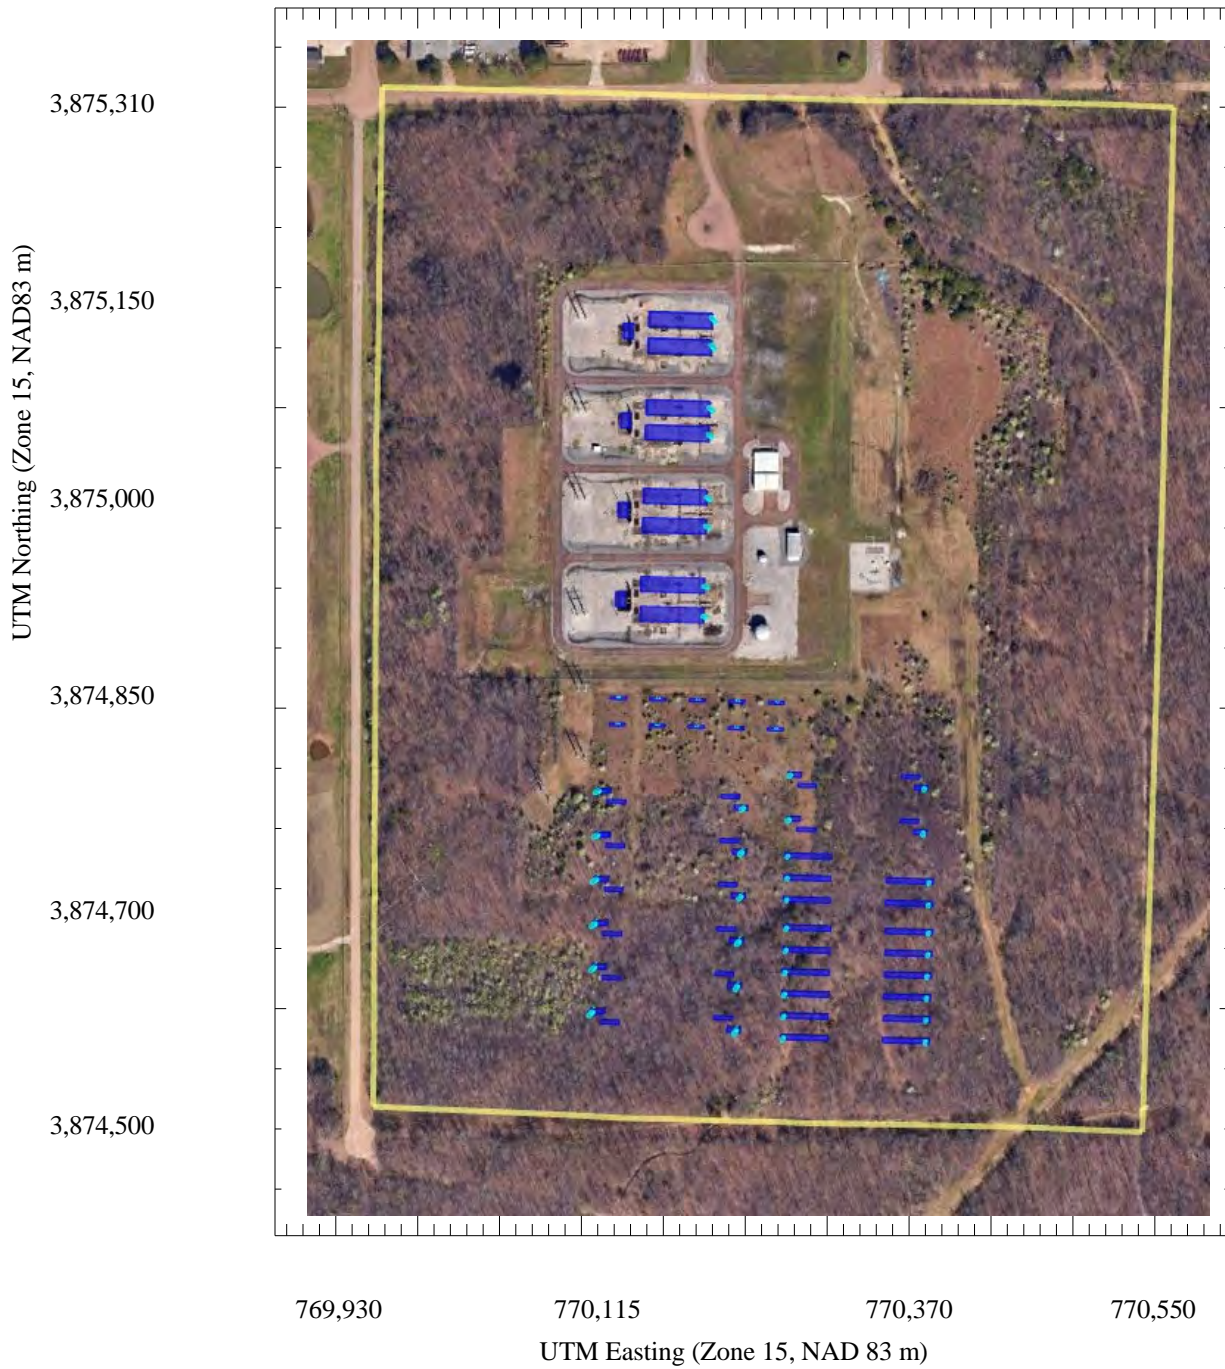 3,875,310
3,875,150
3,875,000
3,874,850
3,874,700
3,874,500
UTM Northing (Zone 15, NAD83 m)
769,930 770,115 770,370 770,550
UTM Easting (Zone 15, NAD 83 m)